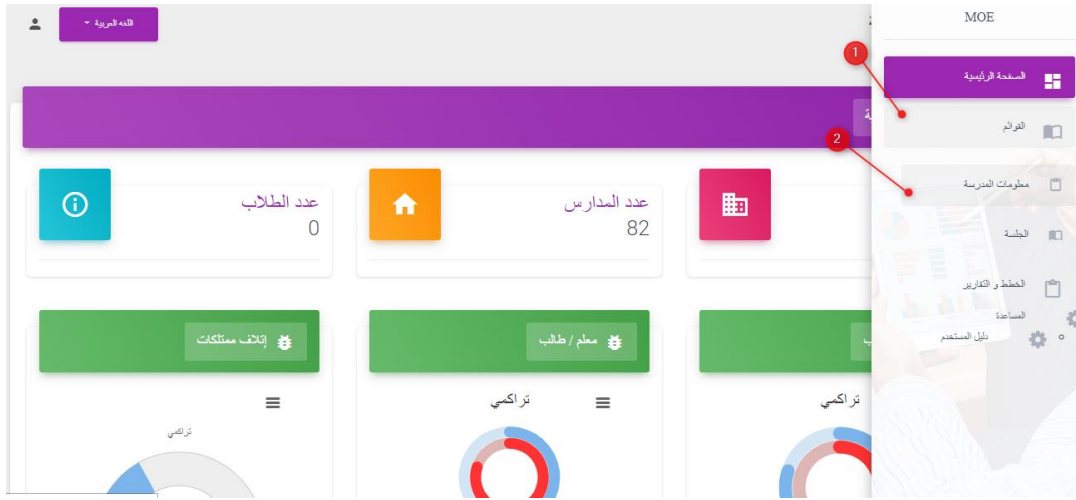 MOE
الصفحة الرئيسية
القوائم
معلومات المدرسة
الجلسة
الخطط و التقارير
المساعدة
دليل المستخدم
1
2
اللغه العربية
عدد المدارس
82
عدد الطلاب
0
معلم / طالب
إتلاف ممتلكات
تراكمي
تراكمي
تراكمي